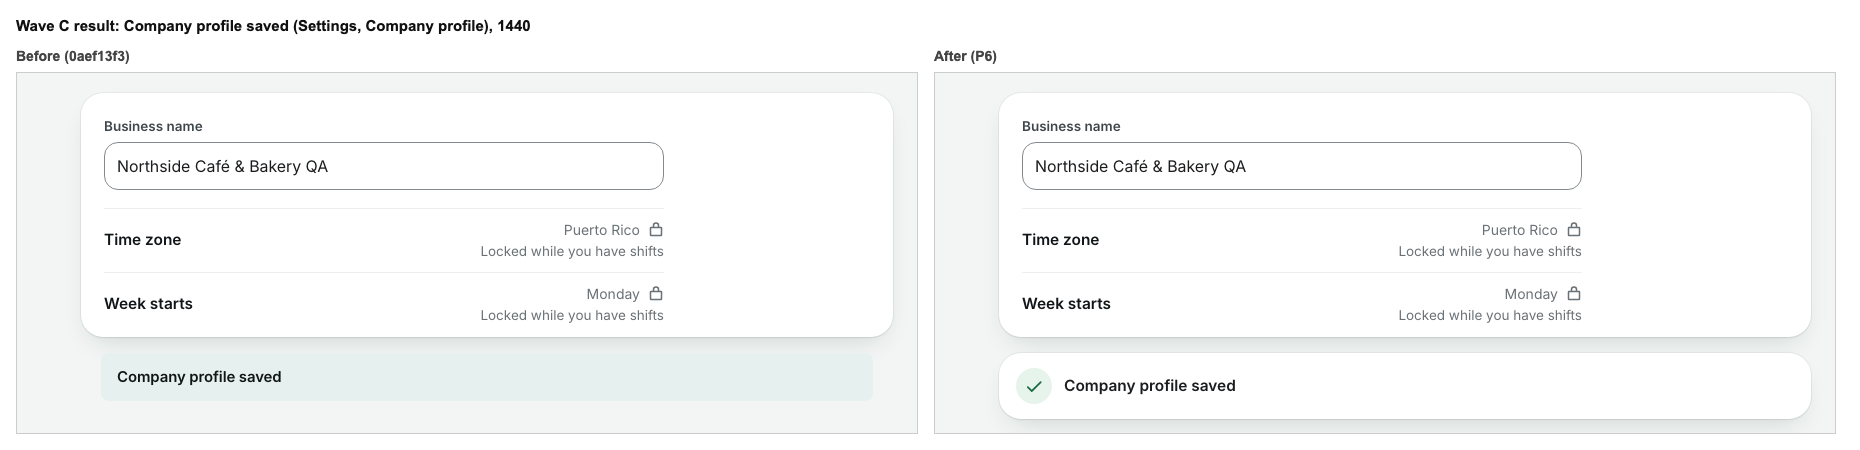 Wave C result: Company profile saved (Settings, Company profile), 1440
Before (0aef13f3)
Business name
Northside Café & Bakery QA
Time zone
Puerto Rico
Locked while you have shifts
Week starts
Monday
Locked while you have shifts
Company profile saved
After (P6)
Business name
Northside Café & Bakery QA
Time zone
Puerto Rico
Locked while you have shifts
Week starts
Monday
Locked while you have shifts
Company profile saved